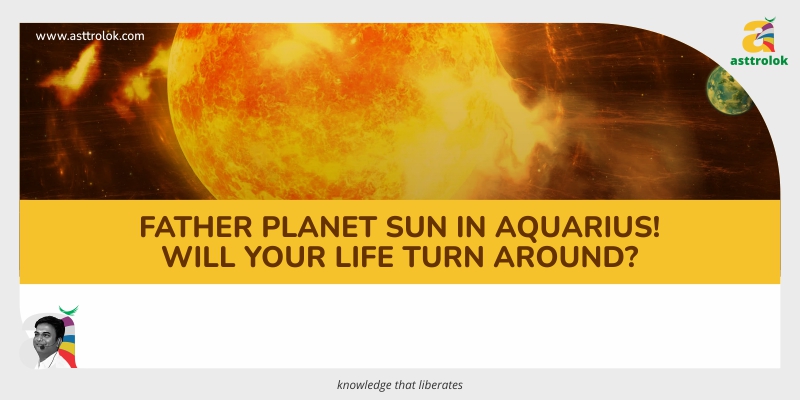 www.asttrolok.com
asttrolok
FATHER PLANET SUN IN AQUARIUS!
WILL YOUR LIFE TURN AROUND?
knowledge that liberates